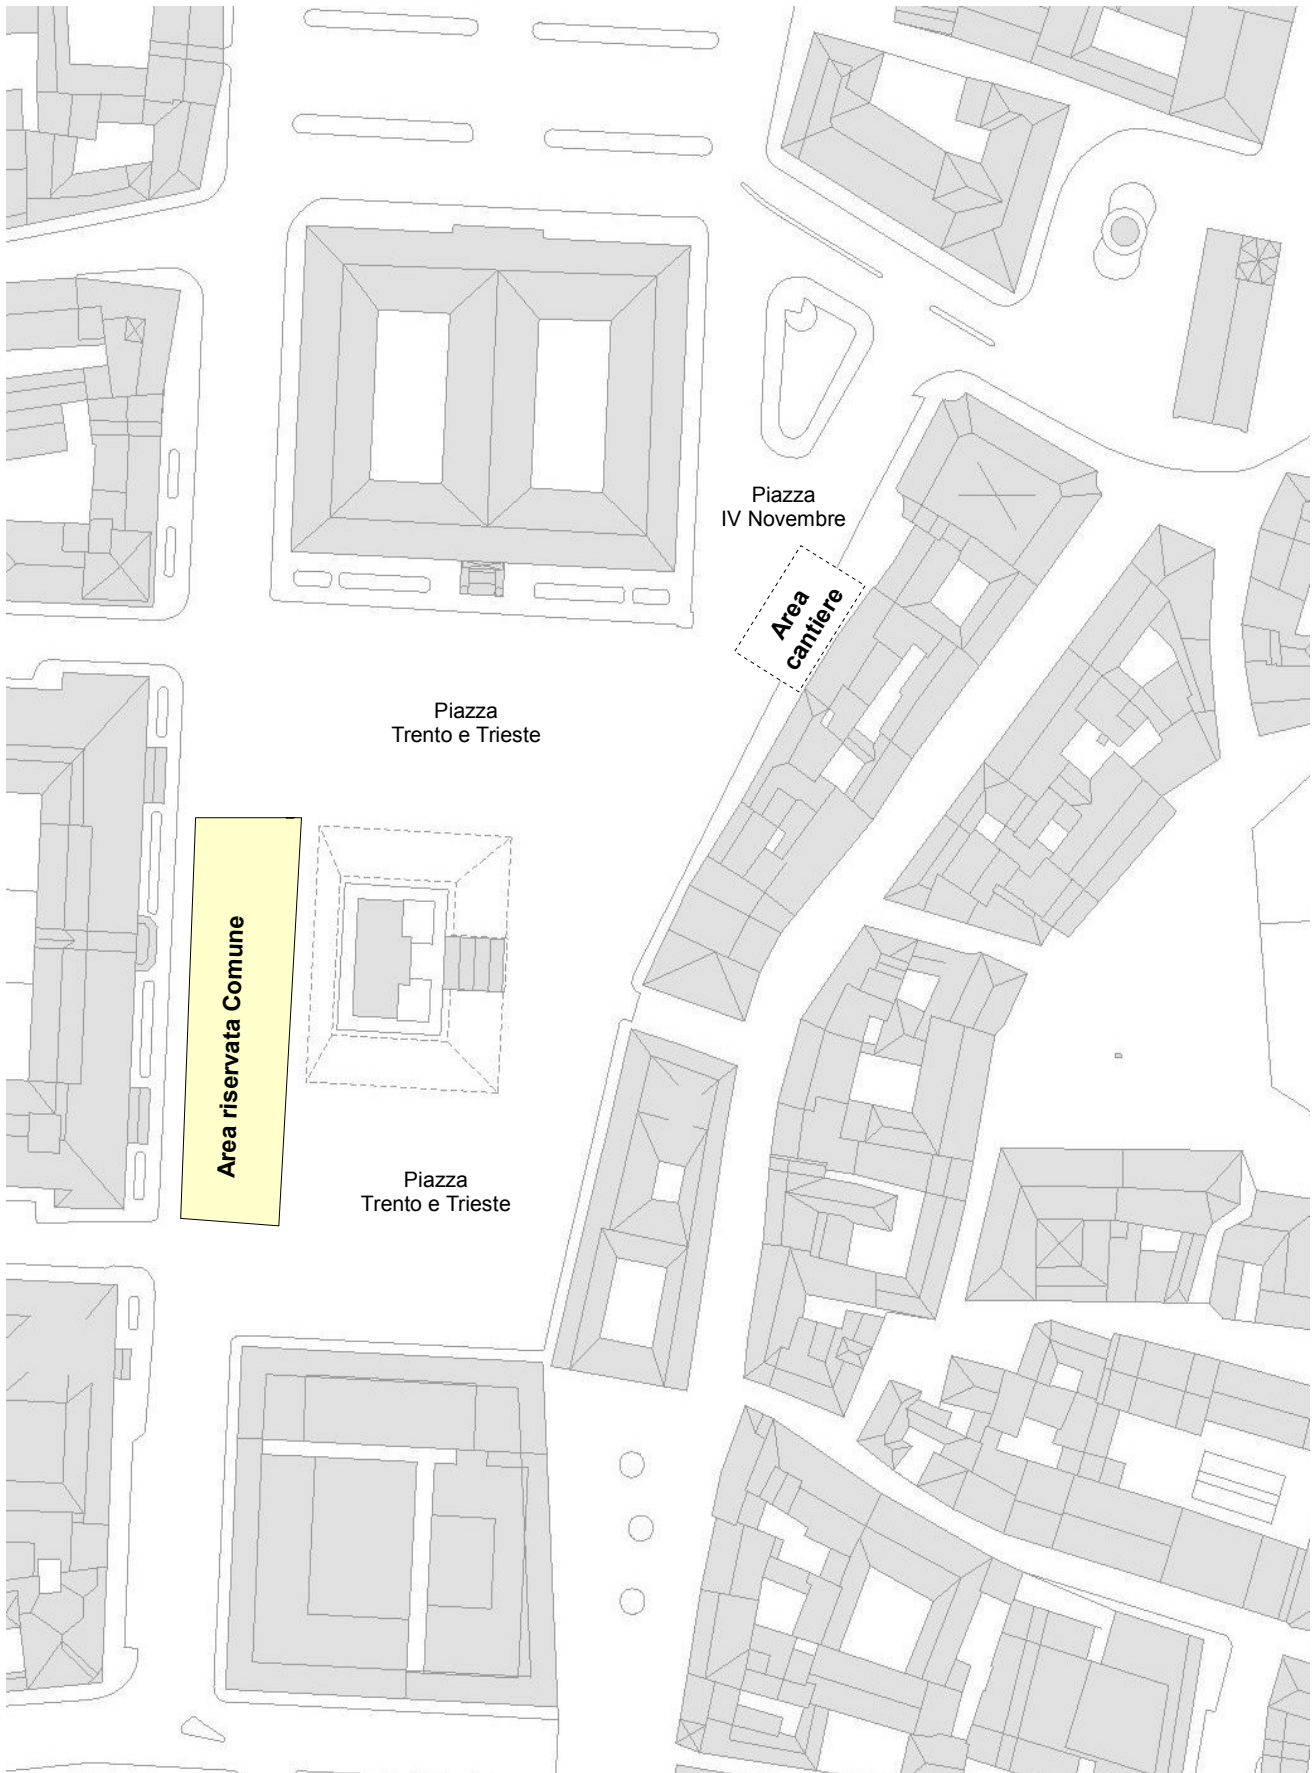 Piazza
IV Novembre
Area
cantiere
Piazza
Trento e Trieste
Area riservata Comune
Piazza
Trento e Trieste